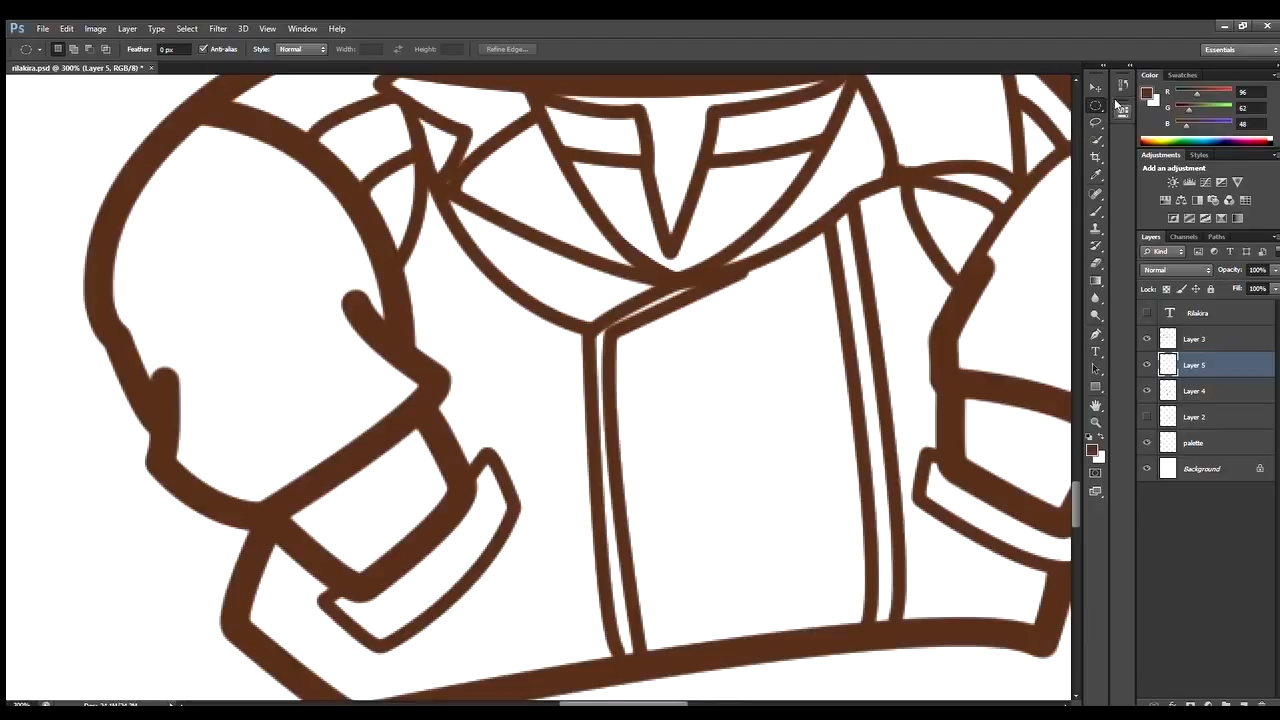 Ps File Edit Image Layer Type Select Filter 3D View Window Help
Feather: 0 px Anti-alias Style: Normal Width: Height: Refine Edge... Essentials
rilakira.psd @ 300% (Layer 5, RGB/8) * ×
Color Swatches
R 96
G 62
B 48
Adjustments Styles
Add an adjustment
Layers Channels Paths
Kind
Normal Opacity: 100%
Lock: Fill: 100%
T Rilakira
Layer 3
Layer 5
Layer 4
Layer 2
palette
Background